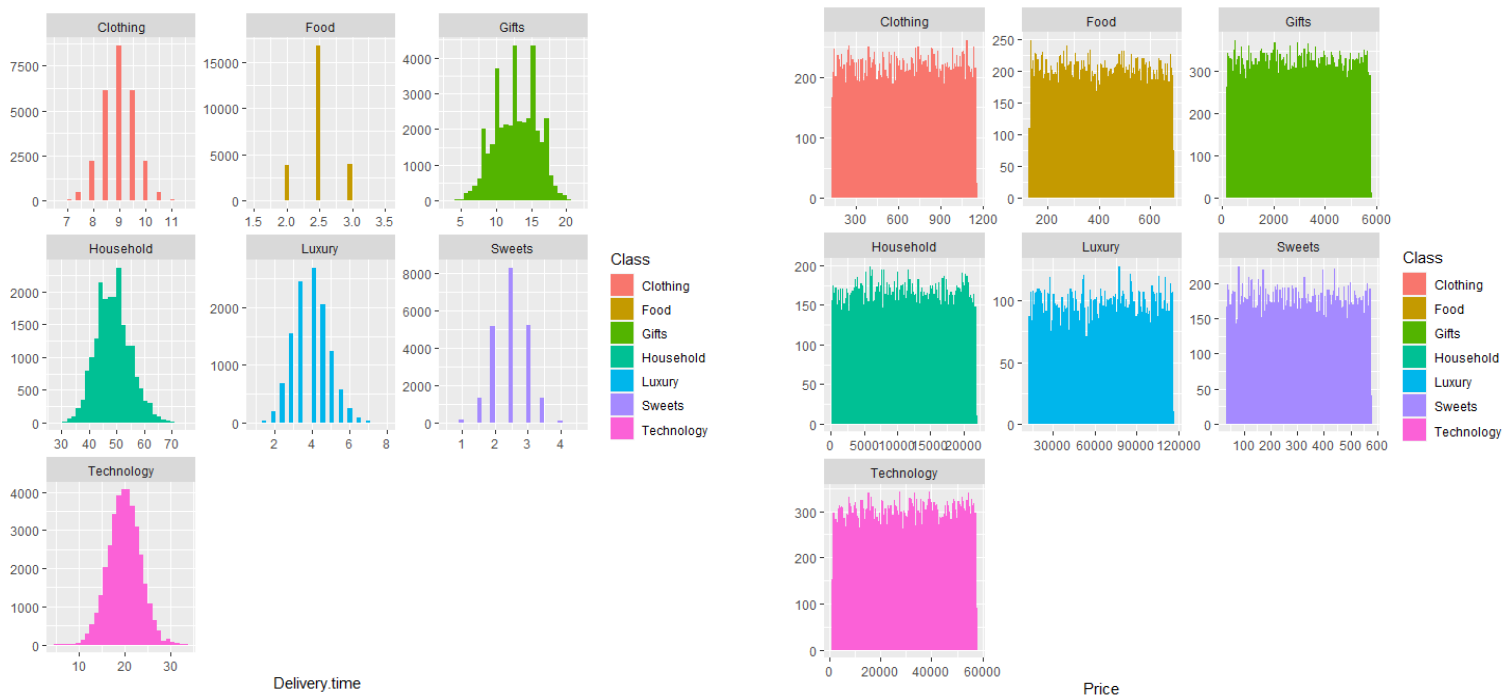 Clothing Food Gifts
7500
5000
2500
0
15000
10000
5000
0
4000
3000
2000
1000
0
7 8 9 10 11
1.5 2.0 2.5 3.0 3.5
5 10 15 20
Household Luxury Sweets
2000
1500
1000
500
0
2000
1000
0
8000
6000
4000
2000
0
30 40 50 60 70
2 4 6 8
1 2 3 4
Technology
4000
3000
2000
1000
0
10 20 30
Delivery.time
Class
Clothing
Food
Gifts
Household
Luxury
Sweets
Technology
Clothing Food Gifts
200
100
0
250
200
150
100
50
0
300
200
100
0
300 600 900 1200
200 400 600
0 2000 4000 6000
Household Luxury Sweets
200
150
100
50
0
100
50
0
200
150
100
50
0
0 5000 10000 15000 20000
30000 60000 90000 120000
100 200 300 400 500 600
Technology
300
200
100
0
0 20000 40000 60000
Price
Class
Clothing
Food
Gifts
Household
Luxury
Sweets
Technology